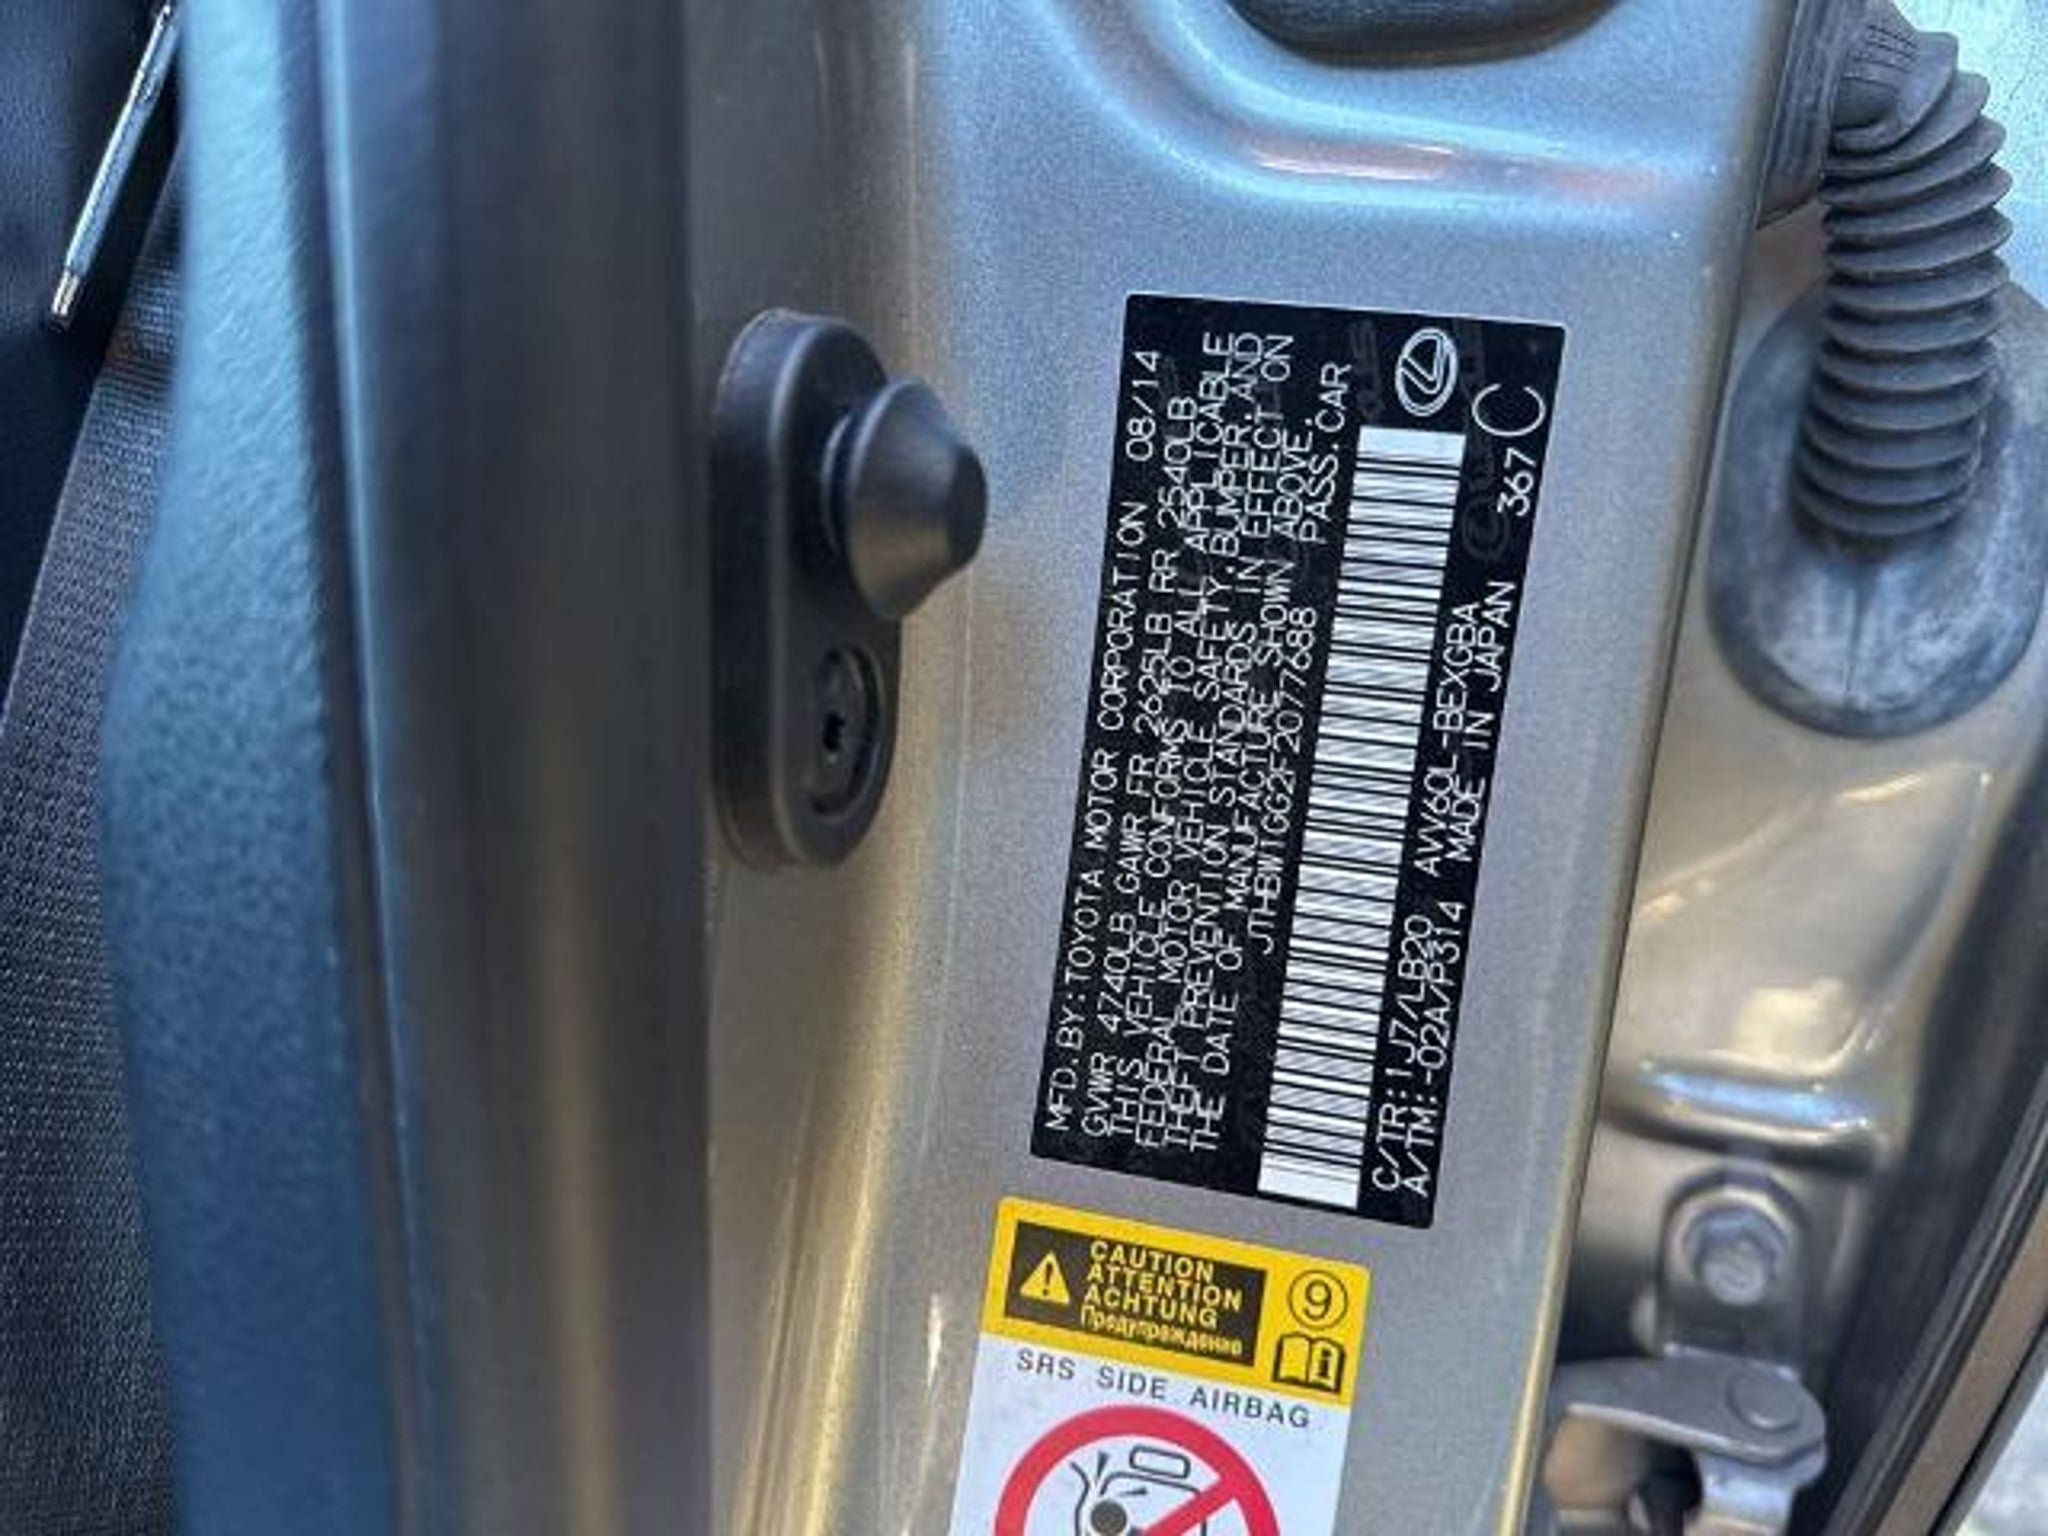 MFD.BY:TOYOTA MOTOR CORPORATION 08/14
GVWR 4740LB GAWR FR 2625LB RR 2540LB
THIS VEHICLE CONFORMS TO ALL APPLICABLE
FEDERAL MOTOR VEHICLE SAFETY,BUMPER,AND
THEFT PREVENTION STANDARDS IN EFFECT ON
THE DATE OF MANUFACTURE SHOWN ABOVE.
JTHBW1GG2F2077688 PASS.CAR
C/TR:1J7/LB20 AVV60L-BEXGBA 367 C
A/TM:-02A/P314 MADE IN JAPAN
CAUTION
ATTENTION
ACHTUNG
Предупреждение
9
SRS SIDE AIRBAG